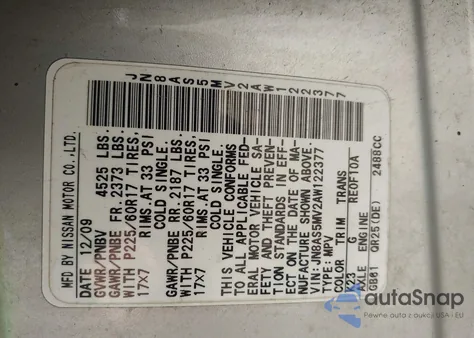 JN8AS5MV2AW122377
MFD BY NISSAN MOTOR CO.,LTD.
DATE 12/09
GVWR/PNBV 4525 LBS.
GAWR/PNBE FR. 2373 LBS.
WITH P225/60R17 TIRES,
17X7 RIMS.AT 33 PSI
COLD SINGLE.
GAWR/PNBE RR. 2187 LBS.
WITH P225/60R17 TIRES,
17X7 RIMS.AT 33 PSI
COLD SINGLE.
THIS VEHICLE CONFORMS
TO ALL APPLICABLE FED-
ERAL MOTOR VEHICLE SA-
FETY AND THEFT PREVEN-
TION STANDARDS IN EFF-
ECT ON THE DATE OF MA-
NUFACTURE SHOWN ABOVE.
VIN:JN8AS5MV2AW122377
TYPE:MPV
COLOR TRIM TRANS
K23 G RE0F10A
AXLE ENGINE
GB61 QR25(DE) 2488CC
autoSnap